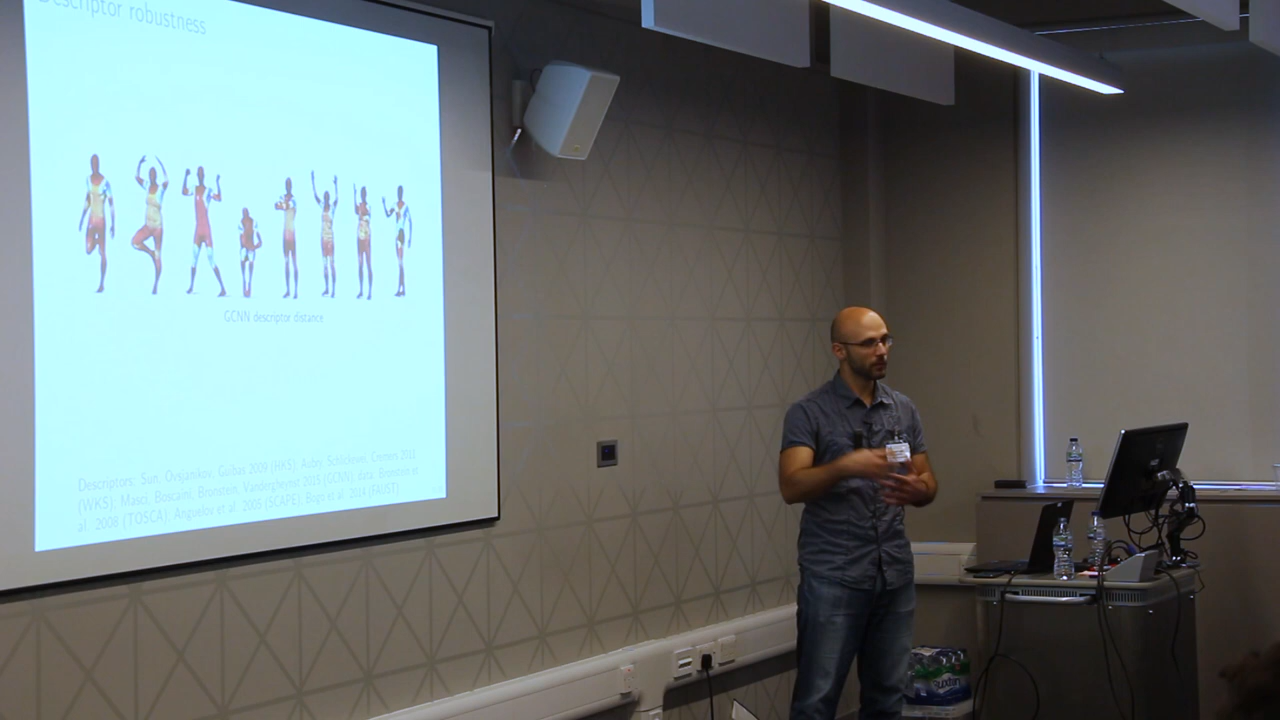 Descriptor robustness
GCNN descriptor distance
Descriptors: Sun, Ovsjanikov, Guibas 2009 (HKS); Aubry, Schlickewei, Cremers 2011
(WKS); Masci, Boscaini, Bronstein, Vandergheynst 2015 (GCNN); data: Bronstein et
al. 2008 (TOSCA); Anguelov et al. 2005 (SCAPE); Bogo et al. 2014 (FAUST)
Buxton